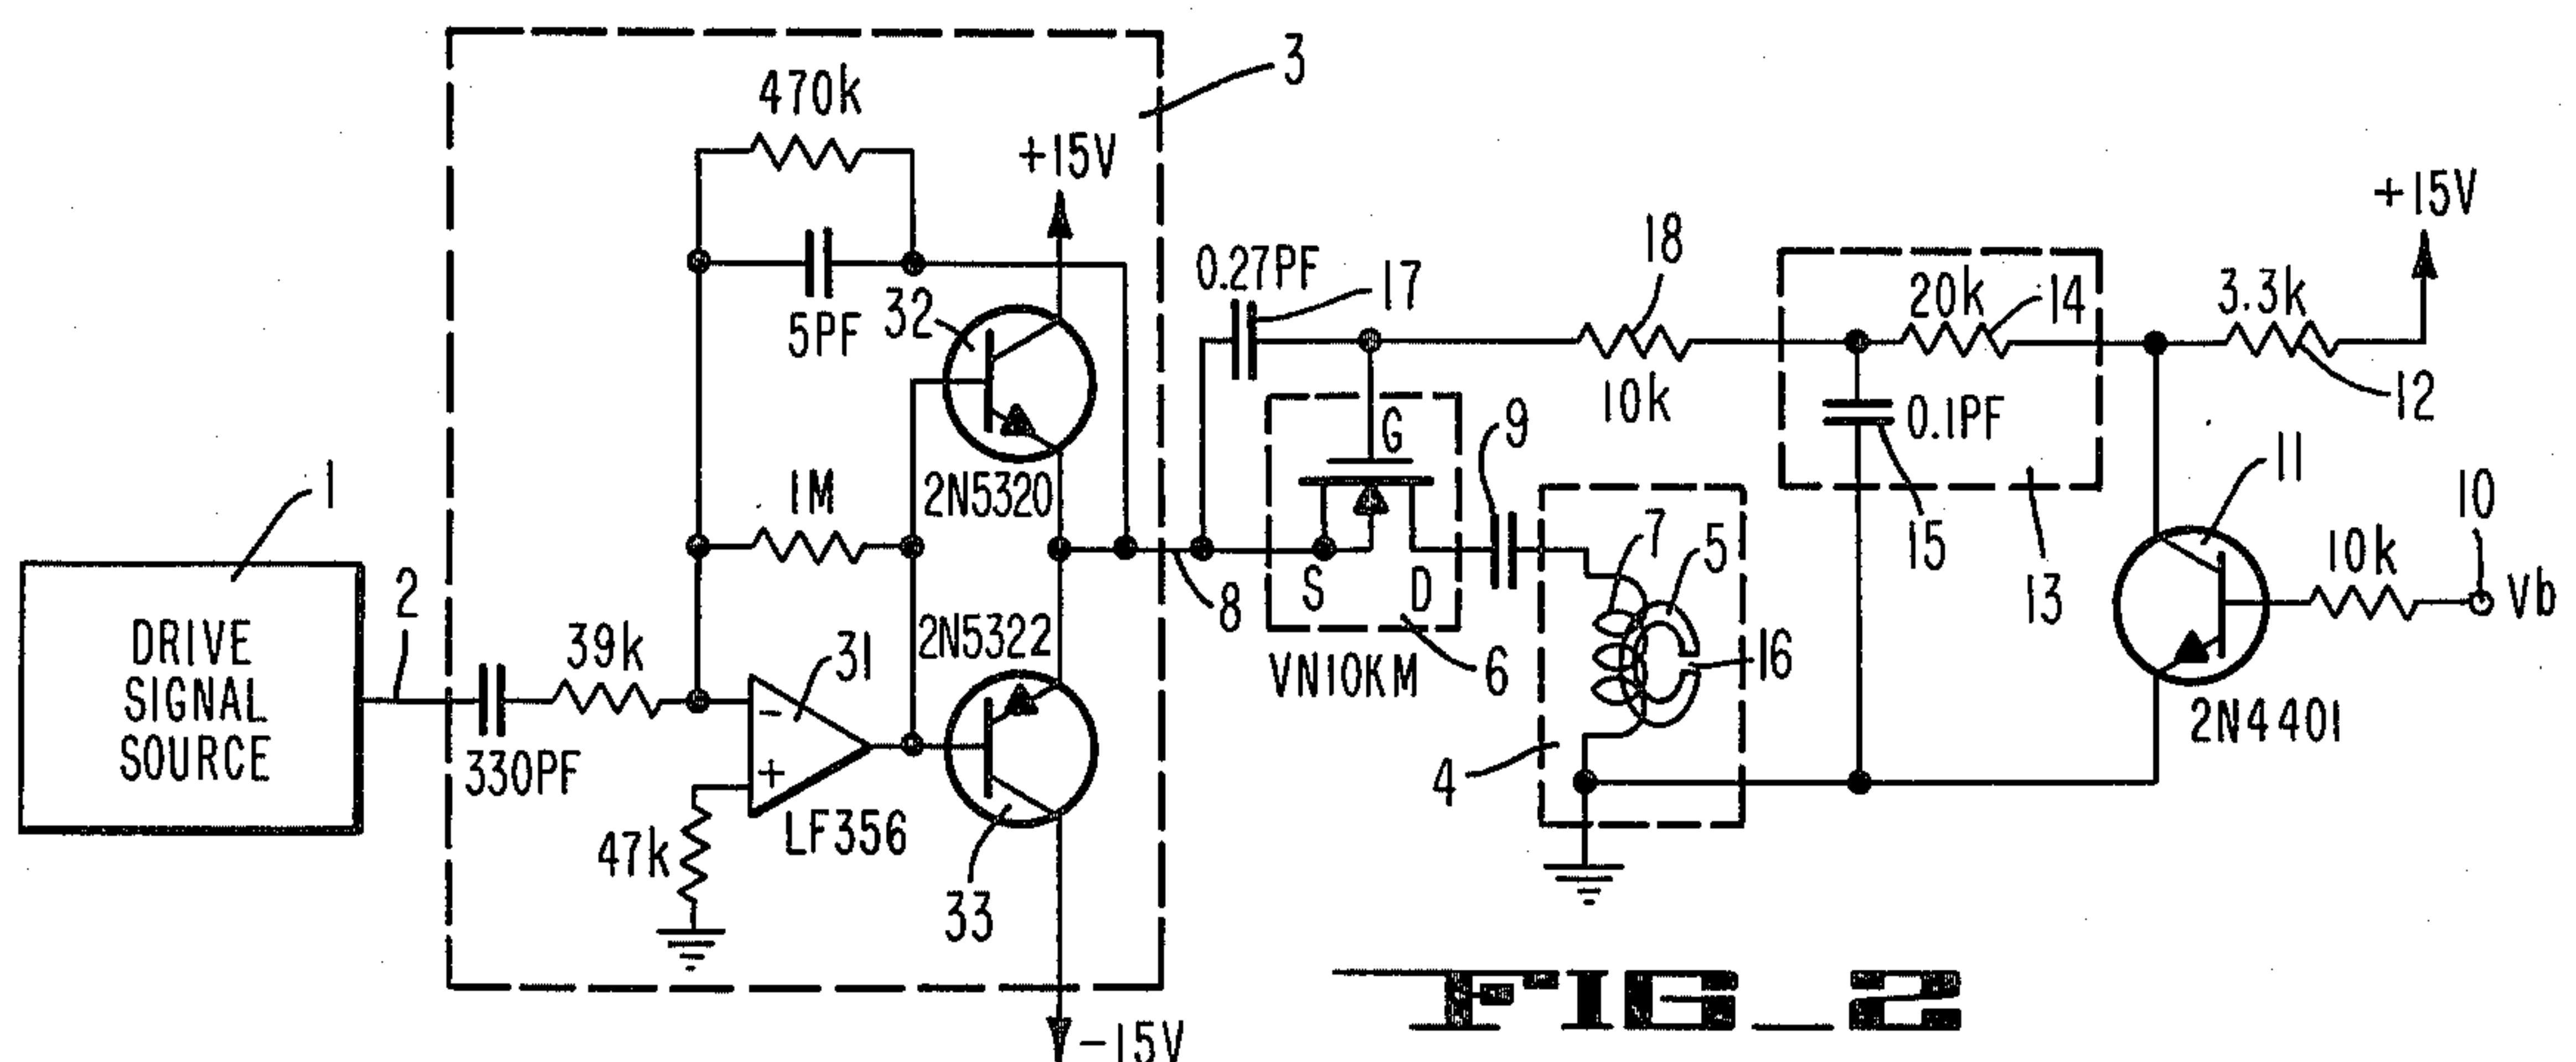 3
470k
+15V
+15V
0.27PF
17
18
20k
14
3.3k
5PF
32
10k
0.1PF
12
G
9
11
1
1M
2N5320
15
10
7
5
13
10k
Vb
2
S
D
8
DRIVE
SIGNAL
SOURCE
39k
2N5322
31
VN10KM
6
16
2N4401
330PF
-
+
4
47k
LF356
33
FIG_2
-15V